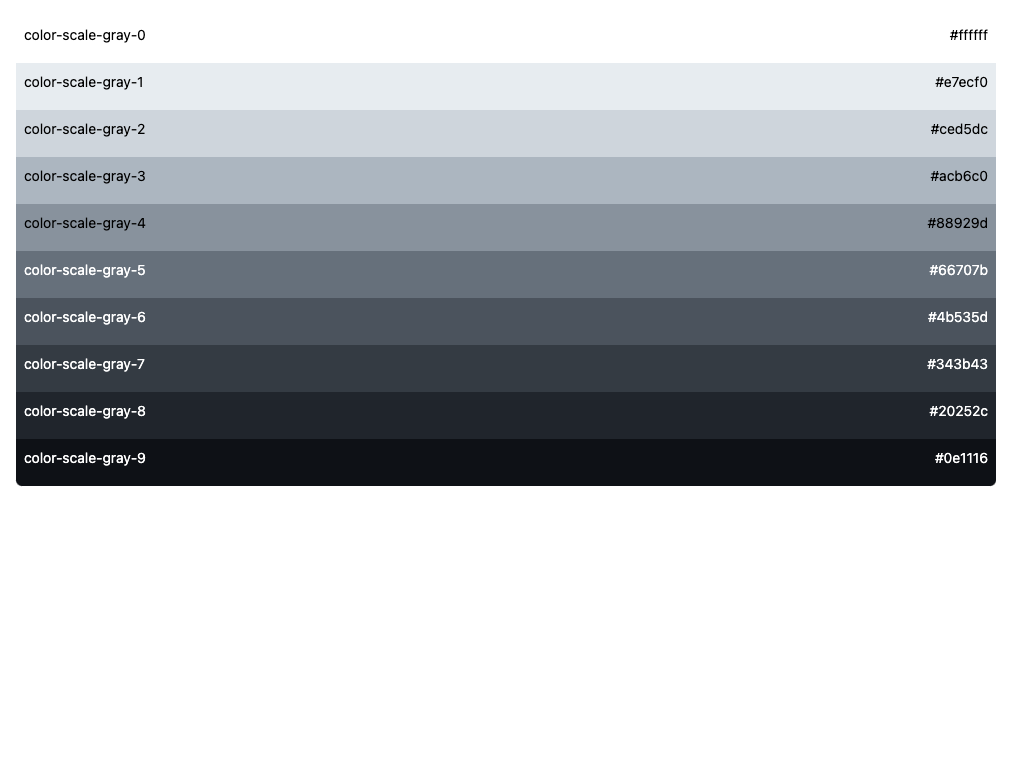 color-scale-gray-0 #ffffff
color-scale-gray-1 #e7ecf0
color-scale-gray-2 #ced5dc
color-scale-gray-3 #acb6c0
color-scale-gray-4 #88929d
color-scale-gray-5 #66707b
color-scale-gray-6 #4b535d
color-scale-gray-7 #343b43
color-scale-gray-8 #20252c
color-scale-gray-9 #0e1116